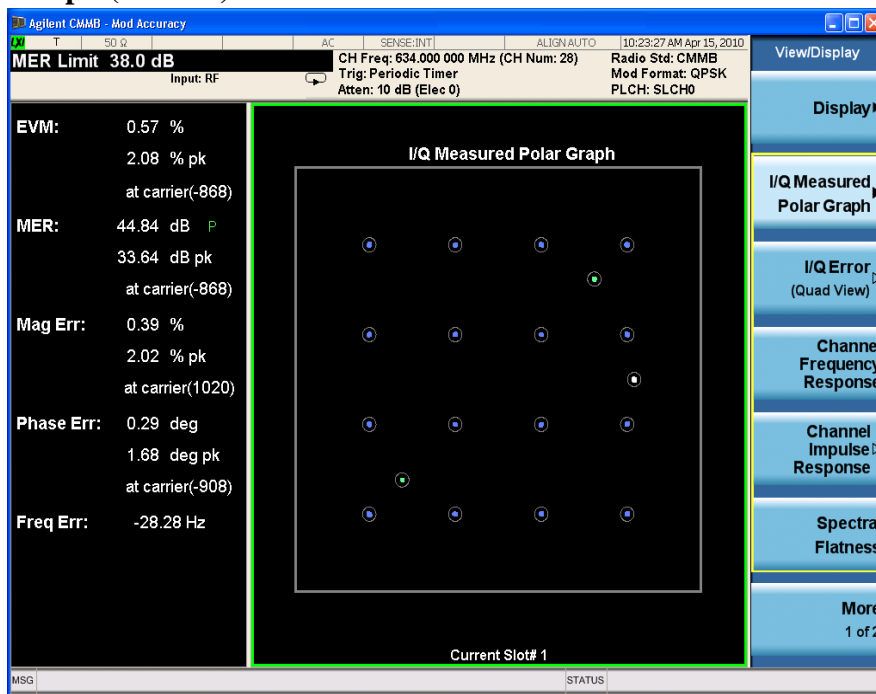 Agilent CMMB - Mod Accuracy
LXI T 50 Ω AC SENSE:INT ALIGN AUTO 10:23:27 AM Apr 15, 2010
MER Limit 38.0 dB
Input: RF
CH Freq: 634.000 000 MHz (CH Num: 28)
Trig: Periodic Timer
Atten: 10 dB (Elec 0)
Radio Std: CMMB
Mod Format: QPSK
PLCH: SLCH0
EVM: 0.57 %
2.08 % pk
at carrier(-868)
MER: 44.84 dB P
33.64 dB pk
at carrier(-868)
Mag Err: 0.39 %
2.02 % pk
at carrier(1020)
Phase Err: 0.29 deg
1.68 deg pk
at carrier(-908)
Freq Err: -28.28 Hz
I/Q Measured Polar Graph
Current Slot# 1
View/Display
Display
I/Q Measured
Polar Graph
I/Q Error
(Quad View)
Channe
Frequency
Response
Channel
Impulse
Response
Spectra
Flatness
More
1 of 2
MSG STATUS